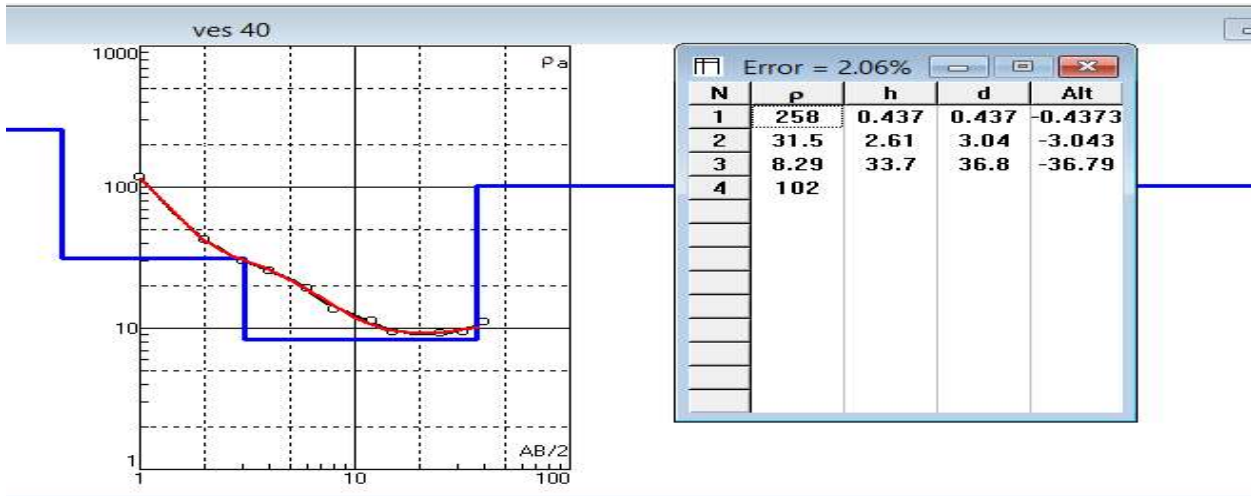 ves 40
1000
ρa
100
10
1
AB/2
1 10 100
Error = 2.06%
N ρ h d Alt
1 258 0.437 0.437 -0.4373
2 31.5 2.61 3.04 -3.043
3 8.29 33.7 36.8 -36.79
4 102